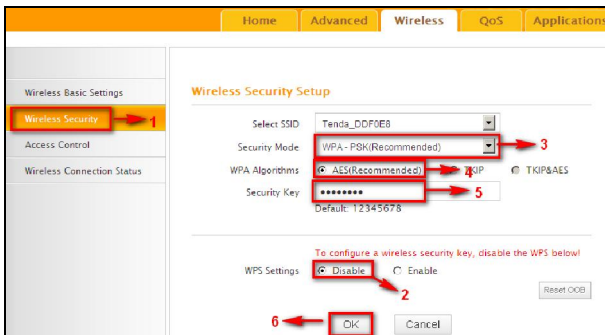 Home Advanced Wireless QoS Applications
Wireless Basic Settings
Wireless Security 1
Access Control
Wireless Connection Status
Wireless Security Setup
Select SSID Tenda_DDF0E8
Security Mode WPA - PSK(Recommended) 3
WPA Algorithms AES(Recommended) 4 TKIP TKIP&AES
Security Key •••••••• 5
Default: 12345678
To configure a wireless security key, disable the WPS below!
WPS Settings Disable Enable
2
Reset OOB
6 OK Cancel